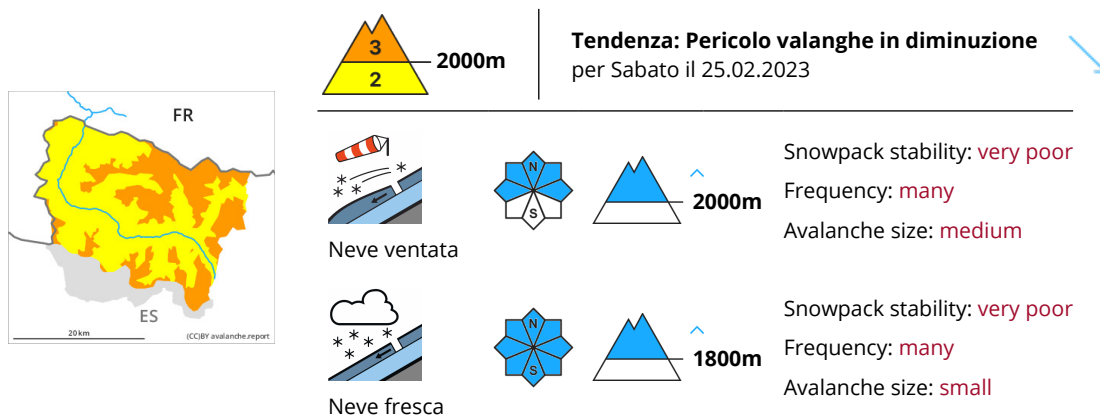 3
2
2000m
Tendenza: Pericolo valanghe in diminuzione
per Sabato il 25.02.2023
FR
ES
20 km
(CC)BY avalanche.report
N
S
2000m
Neve ventata
Snowpack stability: very poor
Frequency: many
Avalanche size: medium
N
S
1800m
Neve fresca
Snowpack stability: very poor
Frequency: many
Avalanche size: small